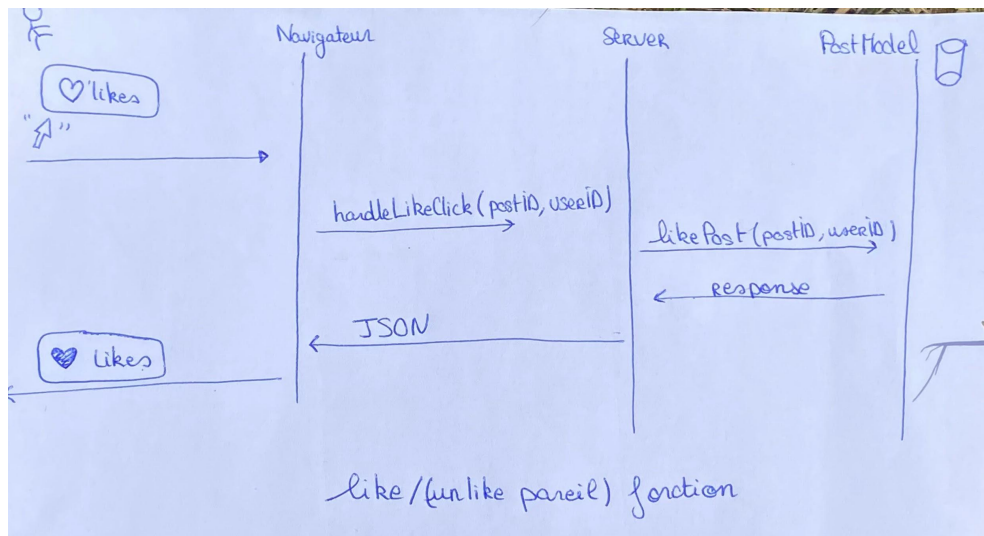 Navigateur
SERVER
PostModel
likes
handleLikeClick(postID, userID)
likePost(postID, userID)
response
JSON
likes
like/(unlike pareil) fonction